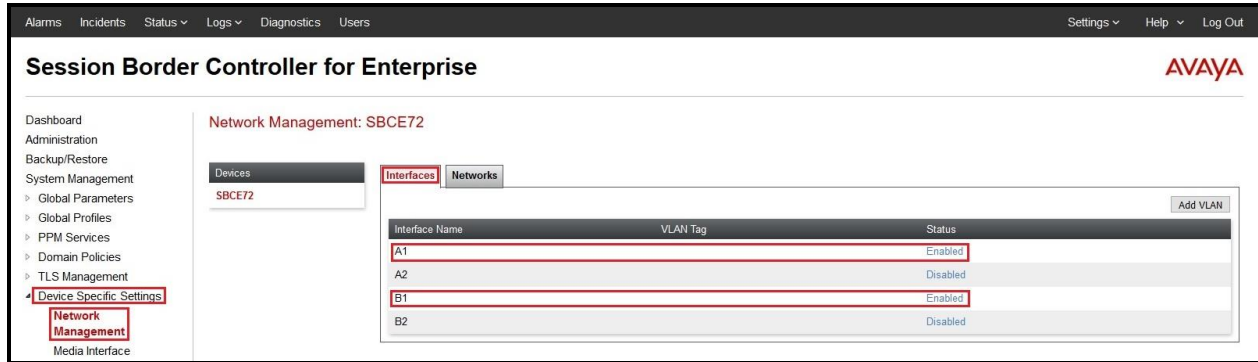 Alarms Incidents Status Logs Diagnostics Users Settings Help Log Out
Session Border Controller for Enterprise
AVAYA
Dashboard
Administration
Backup/Restore
System Management
Global Parameters
Global Profiles
PPM Services
Domain Policies
TLS Management
Device Specific Settings
Network
Management
Media Interface
Network Management: SBCE72
Devices
SBCE72
Interfaces Networks
Add VLAN
Interface Name VLAN Tag Status
A1 Enabled
A2 Disabled
B1 Enabled
B2 Disabled